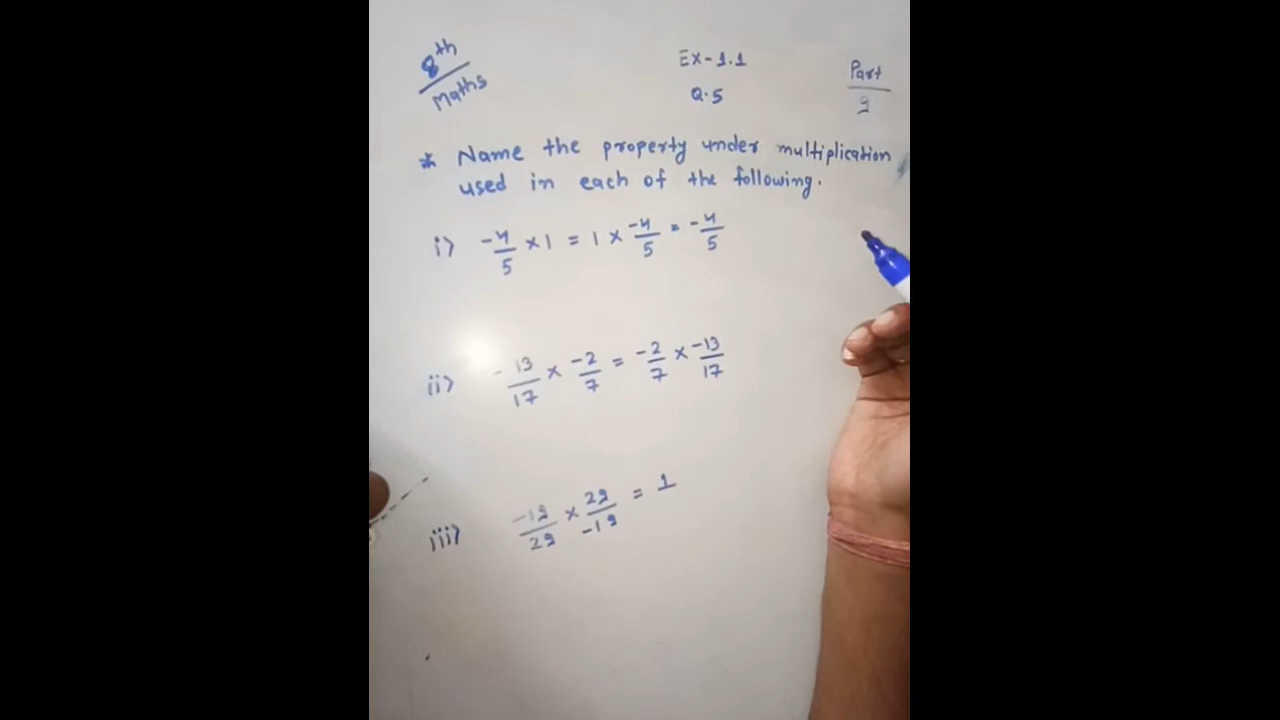 8th
Maths
Ex-1.1
Q.5
Part
9
* Name the property under multiplication
used in each of the following.
i) -4/5 × 1 = 1 × -4/5 = -4/5
ii) -13/17 × -2/7 = -2/7 × -13/17
iii) -19/29 × 29/-19 = 1